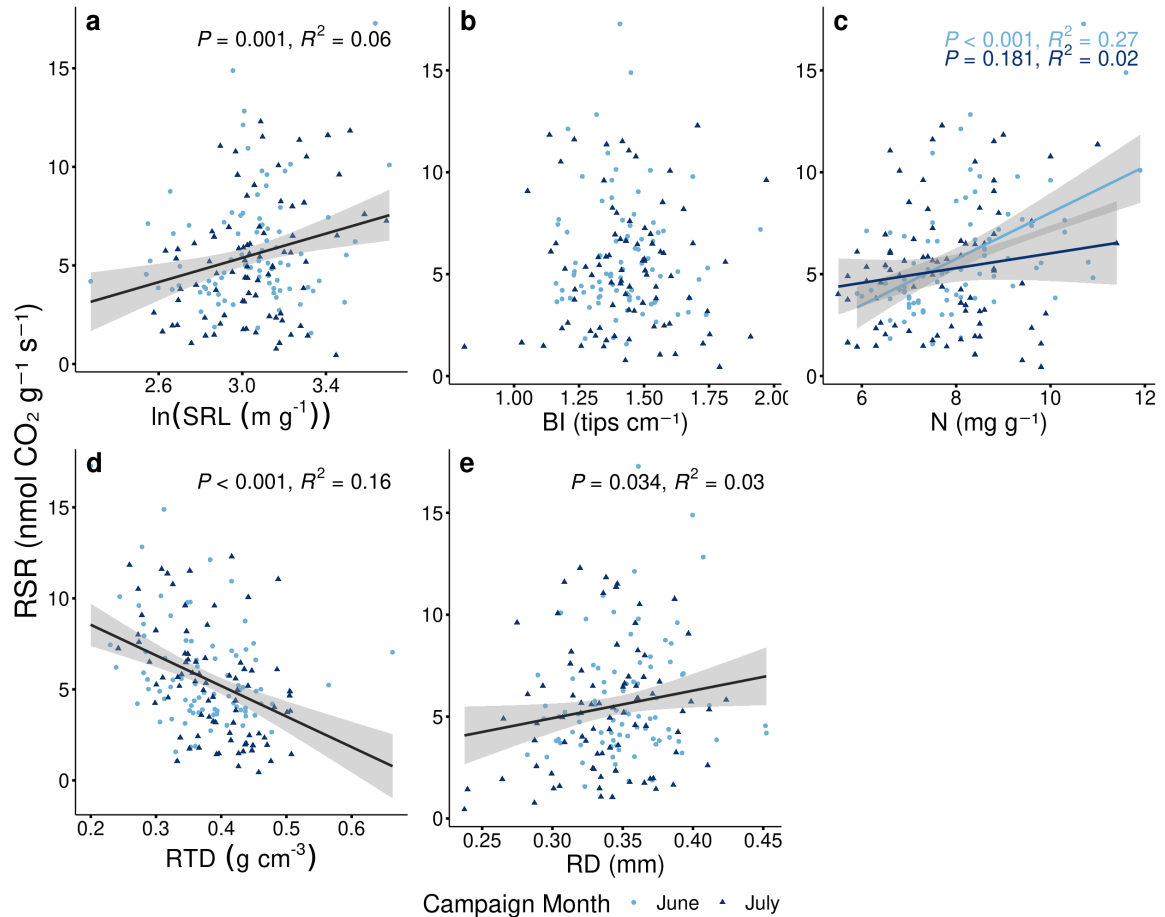 a
P = 0.001, R² = 0.06
15
10
5
0
2.6 3.0 3.4
ln(SRL (m g⁻¹))
b
15
10
5
0
1.00 1.25 1.50 1.75 2.00
BI (tips cm⁻¹)
c
P < 0.001, R² = 0.27
P = 0.181, R² = 0.02
15
10
5
0
6 8 10 12
N (mg g⁻¹)
RSR (nmol CO₂ g⁻¹ s⁻¹)
d
P < 0.001, R² = 0.16
15
10
5
0
0.2 0.3 0.4 0.5 0.6
RTD (g cm⁻³)
e
P = 0.034, R² = 0.03
15
10
5
0
0.25 0.30 0.35 0.40 0.45
RD (mm)
Campaign Month June July